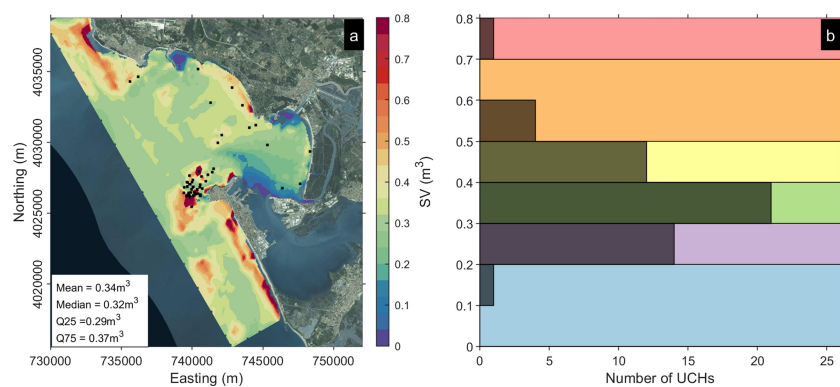 a
4035000
4030000
4025000
4020000
Northing (m)
Mean = 0.34m3
Median = 0.32m3
Q25 =0.29m3
Q75 = 0.37m3
730000 735000 740000 745000 750000
Easting (m)
0.8
0.7
0.6
0.5
0.4
0.3
0.2
0.1
0
SV (m3)
b
0.8
0.7
0.6
0.5
0.4
0.3
0.2
0.1
0
0 5 10 15 20 25
Number of UCHs